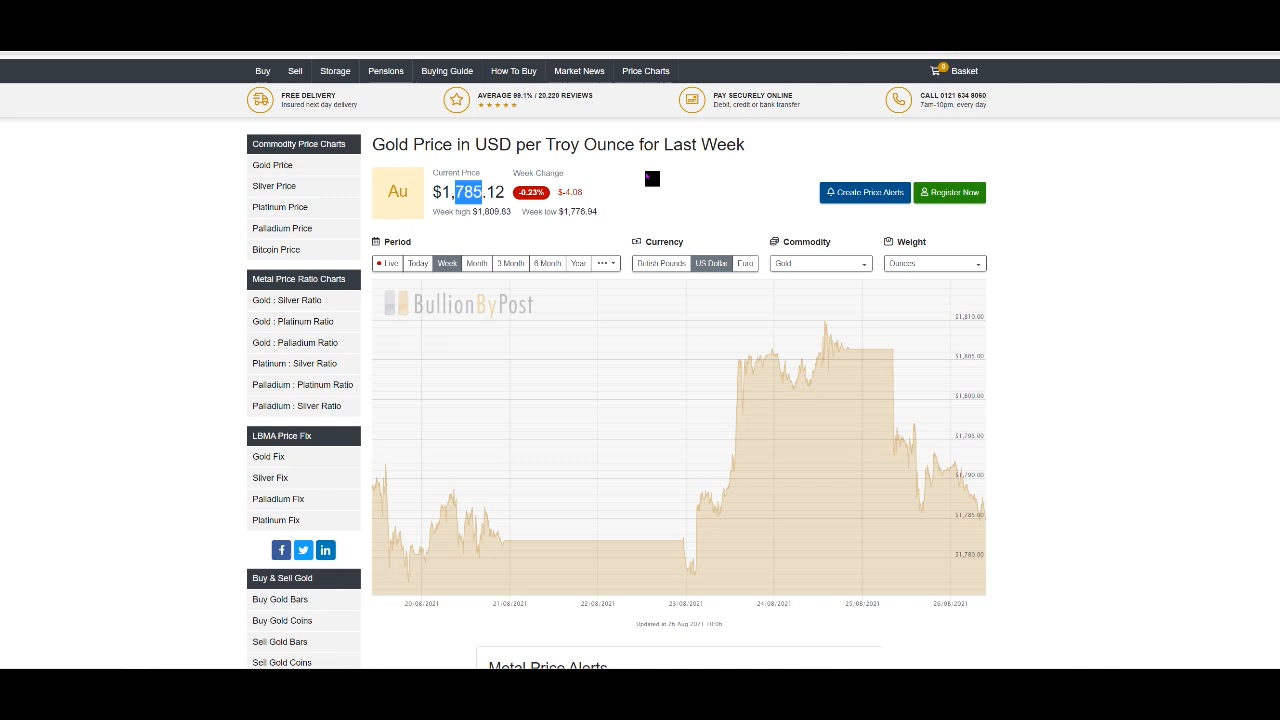 Buy Sell Storage Pensions Buying Guide How To Buy Market News Price Charts 0 Basket
FREE DELIVERY
Insured next day delivery
AVERAGE 99.1% / 20,220 REVIEWS
PAY SECURELY ONLINE
Debit, credit or bank transfer
CALL 0121 634 8060
7am-10pm, every day
Commodity Price Charts
Gold Price
Silver Price
Platinum Price
Palladium Price
Bitcoin Price
Metal Price Ratio Charts
Gold : Silver Ratio
Gold : Platinum Ratio
Gold : Palladium Ratio
Platinum : Silver Ratio
Palladium : Platinum Ratio
Palladium : Silver Ratio
LBMA Price Fix
Gold Fix
Silver Fix
Palladium Fix
Platinum Fix
Buy & Sell Gold
Buy Gold Bars
Buy Gold Coins
Sell Gold Bars
Sell Gold Coins
Gold Price in USD per Troy Ounce for Last Week
Au
Current Price
$1,785.12
Week Change
-0.23% $-4.08
Week high $1,809.83 Week low $1,776.94
Create Price Alerts Register Now
Period
Live Today Week Month 3 Month 6 Month Year
Currency
British Pounds US Dollar Euro
Commodity
Gold
Weight
Ounces
BullionByPost
$1,810.00
$1,805.00
$1,800.00
$1,795.00
$1,790.00
$1,785.00
$1,780.00
20/08/2021 21/08/2021 22/08/2021 23/08/2021 24/08/2021 25/08/2021 26/08/2021
Updated at 26 Aug 2021 10:06
Metal Price Alerts